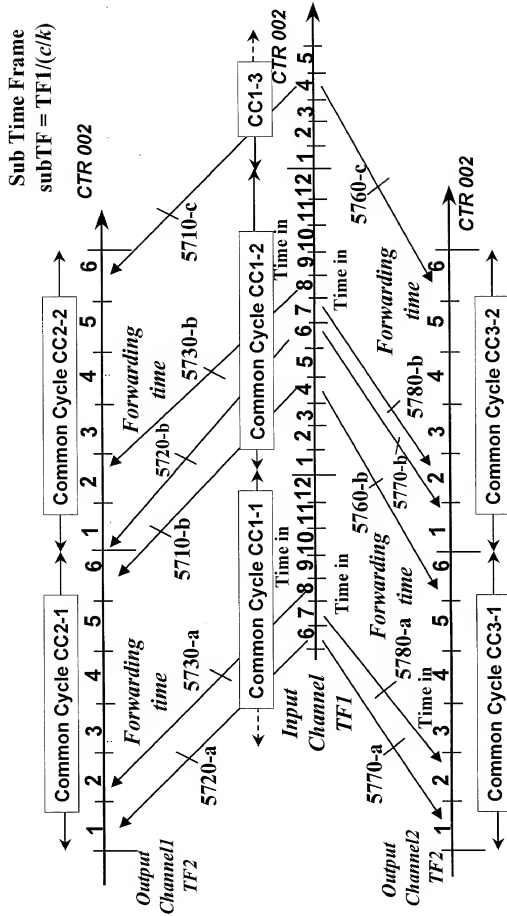 Sub Time Frame
subTF = TF1/(c/k)
Common Cycle CC2-1
Common Cycle CC2-2
CTR 002
1 2 3 4 5 6 1 2 3 4 5 6
Output
Channel1
TF2
Forwarding
time
Forwarding
time
5720-a
5730-a
5710-b
5720-b
5730-b
5710-c
Common Cycle CC1-1
Common Cycle CC1-2
CC1-3
Time in
Time in
CTR 002
6 7 8 9 10 11 12 1 2 3 4 5 6 7 8 9 10 11 12 1 2 3 4 5
Input
Channel
TF1
Time in
Time in
Forwarding
time
Forwarding
time
5770-a
5780-a
5760-b
5770-b
5780-b
5760-c
Time in
CTR 002
1 2 3 4 5 6 1 2 3 4 5 6
Output
Channel2
TF2
Common Cycle CC3-1
Common Cycle CC3-2